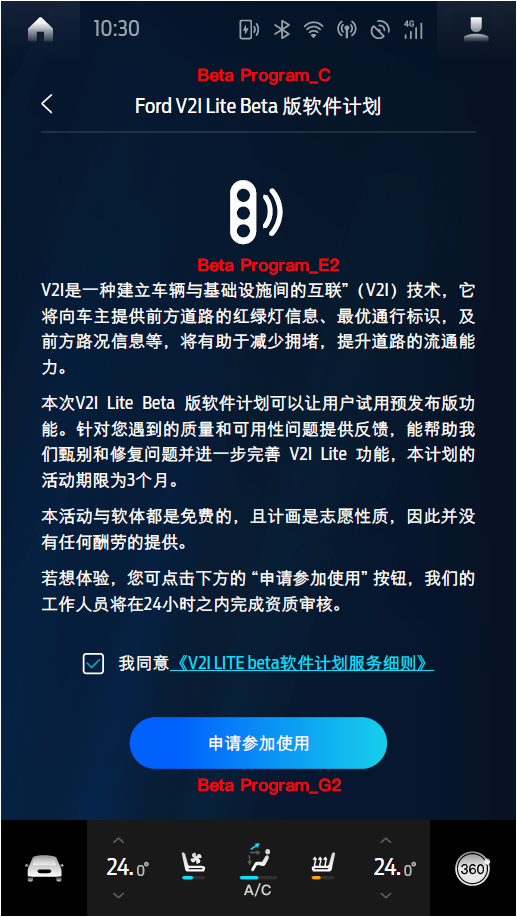 10:30
4G
Beta Program_C
Ford V2I Lite Beta 版软件计划
Beta Program_E2
V2I是一种建立车辆与基础设施间的互联”（V2I）技术，它
将向车主提供前方道路的红绿灯信息、最优通行标识，及
前方路况信息等，将有助于减少拥堵，提升道路的流通能
力。
本次V2I Lite Beta 版软件计划可以让用户试用预发布版功
能。针对您遇到的质量和可用性问题提供反馈，能帮助我
们甄别和修复问题并进一步完善 V2I Lite 功能，本计划的
活动期限为3个月。
本活动与软体都是免费的，且计画是志愿性质，因此并没
有任何酬劳的提供。
若想体验，您可点击下方的 “申请参加使用” 按钮，我们的
工作人员将在24小时之内完成资质审核。
我同意《V2I LITE beta软件计划服务细则》
申请参加使用
Beta Program_G2
24.0° A/C 24.0° 360